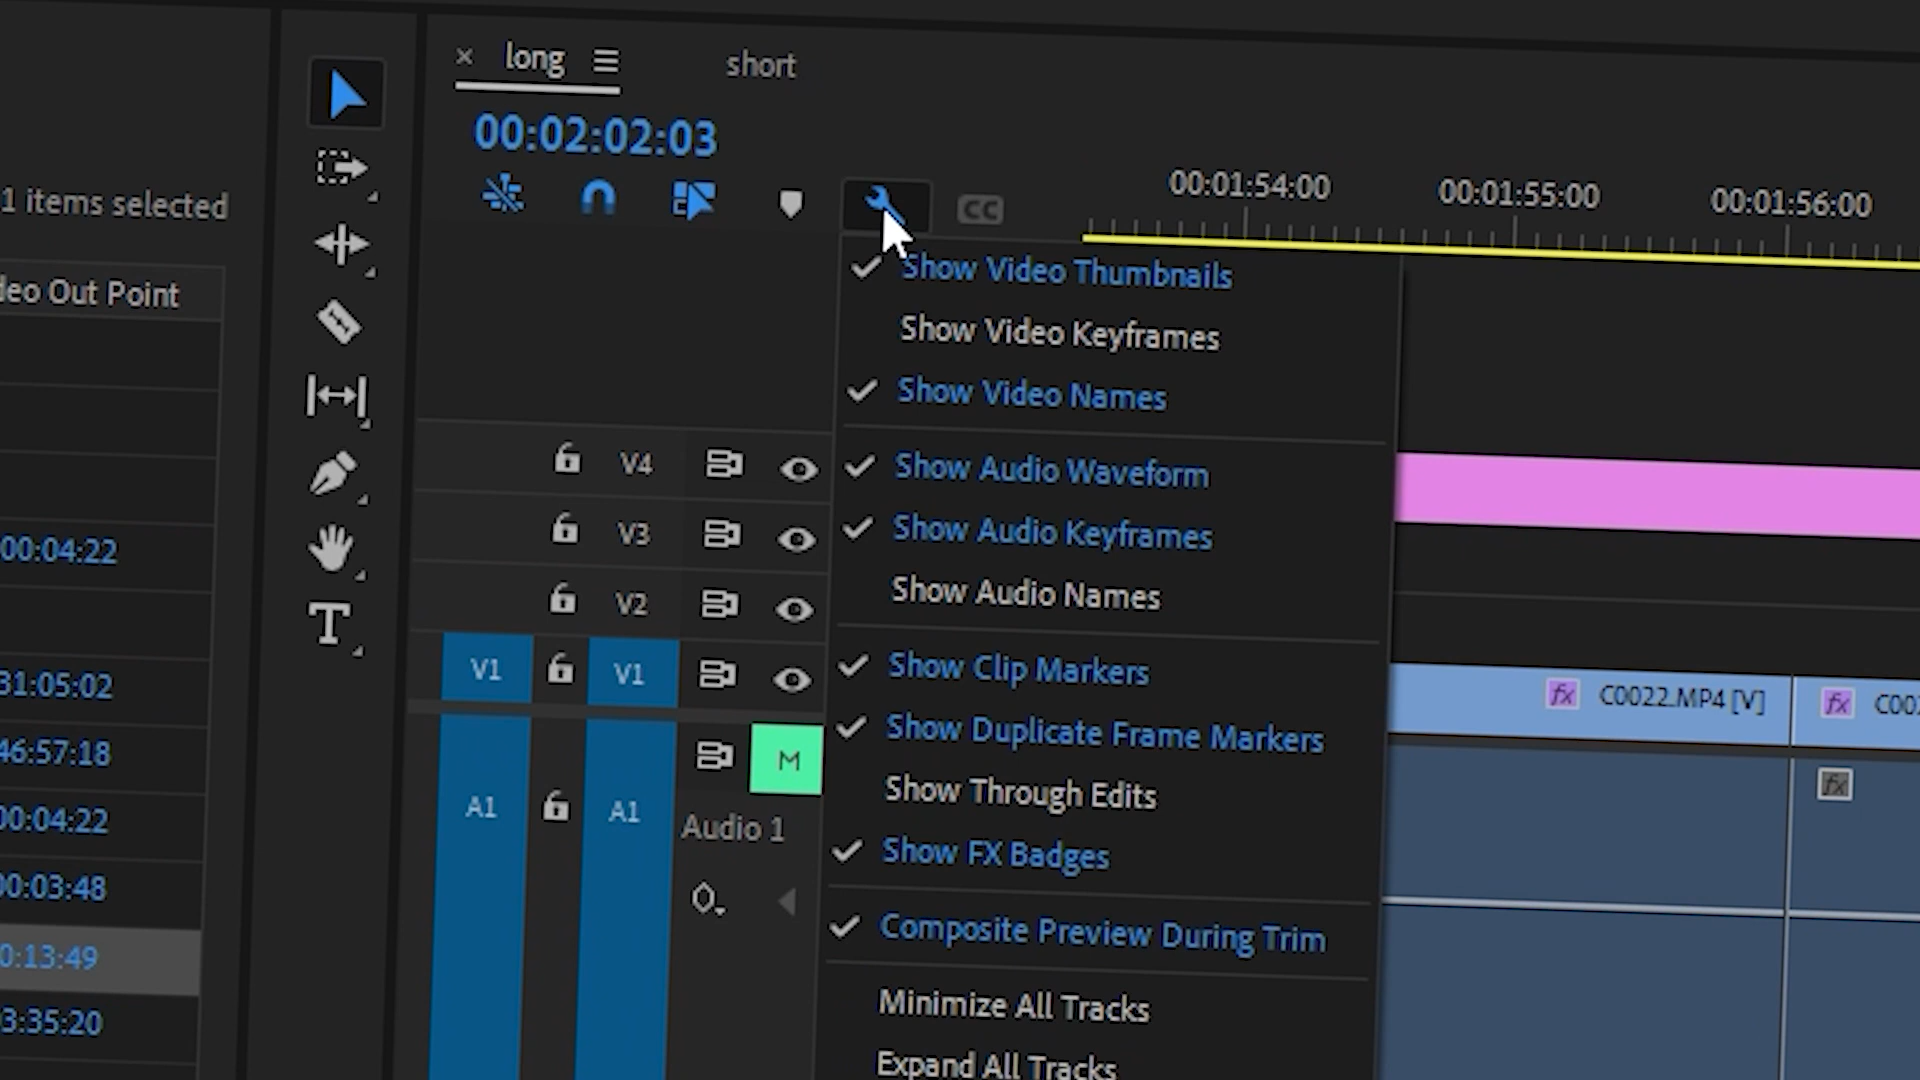 long
short
00:02:02:03
00:01:54:00
00:01:55:00
00:01:56:00
CC
1 items selected
deo Out Point
00:04:22
31:05:02
46:57:18
00:04:22
00:03:48
0:13:49
3:35:20
T
Show Video Thumbnails
Show Video Keyframes
Show Video Names
Show Audio Waveform
Show Audio Keyframes
Show Audio Names
Show Clip Markers
Show Duplicate Frame Markers
Show Through Edits
Show FX Badges
Composite Preview During Trim
Minimize All Tracks
Expand All Tracks
V4
V3
V2
V1
V1
A1
A1
M
Audio 1
fx C0022.MP4 [V]
fx C002
fx